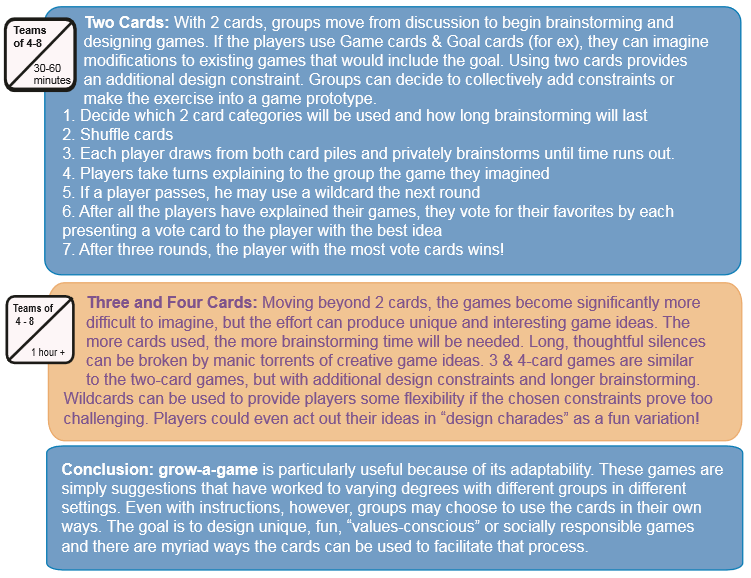 Teams
of 4-8
30-60
minutes
Two Cards: With 2 cards, groups move from discussion to begin brainstorming and
designing games. If the players use Game cards & Goal cards (for ex), they can imagine
modifications to existing games that would include the goal. Using two cards provides
an additional design constraint. Groups can decide to collectively add constraints or
make the exercise into a game prototype.
1. Decide which 2 card categories will be used and how long brainstorming will last
2. Shuffle cards
3. Each player draws from both card piles and privately brainstorms until time runs out.
4. Players take turns explaining to the group the game they imagined
5. If a player passes, he may use a wildcard the next round
6. After all the players have explained their games, they vote for their favorites by each
presenting a vote card to the player with the best idea
7. After three rounds, the player with the most vote cards wins!
Teams of
4 - 8
1 hour +
Three and Four Cards: Moving beyond 2 cards, the games become significantly more
difficult to imagine, but the effort can produce unique and interesting game ideas. The
more cards used, the more brainstorming time will be needed. Long, thoughtful silences
can be broken by manic torrents of creative game ideas. 3 & 4-card games are similar
to the two-card games, but with additional design constraints and longer brainstorming.
Wildcards can be used to provide players some flexibility if the chosen constraints prove too
challenging. Players could even act out their ideas in “design charades” as a fun variation!
Conclusion: grow-a-game is particularly useful because of its adaptability. These games are
simply suggestions that have worked to varying degrees with different groups in different
settings. Even with instructions, however, groups may choose to use the cards in their own
ways. The goal is to design unique, fun, “values-conscious” or socially responsible games
and there are myriad ways the cards can be used to facilitate that process.